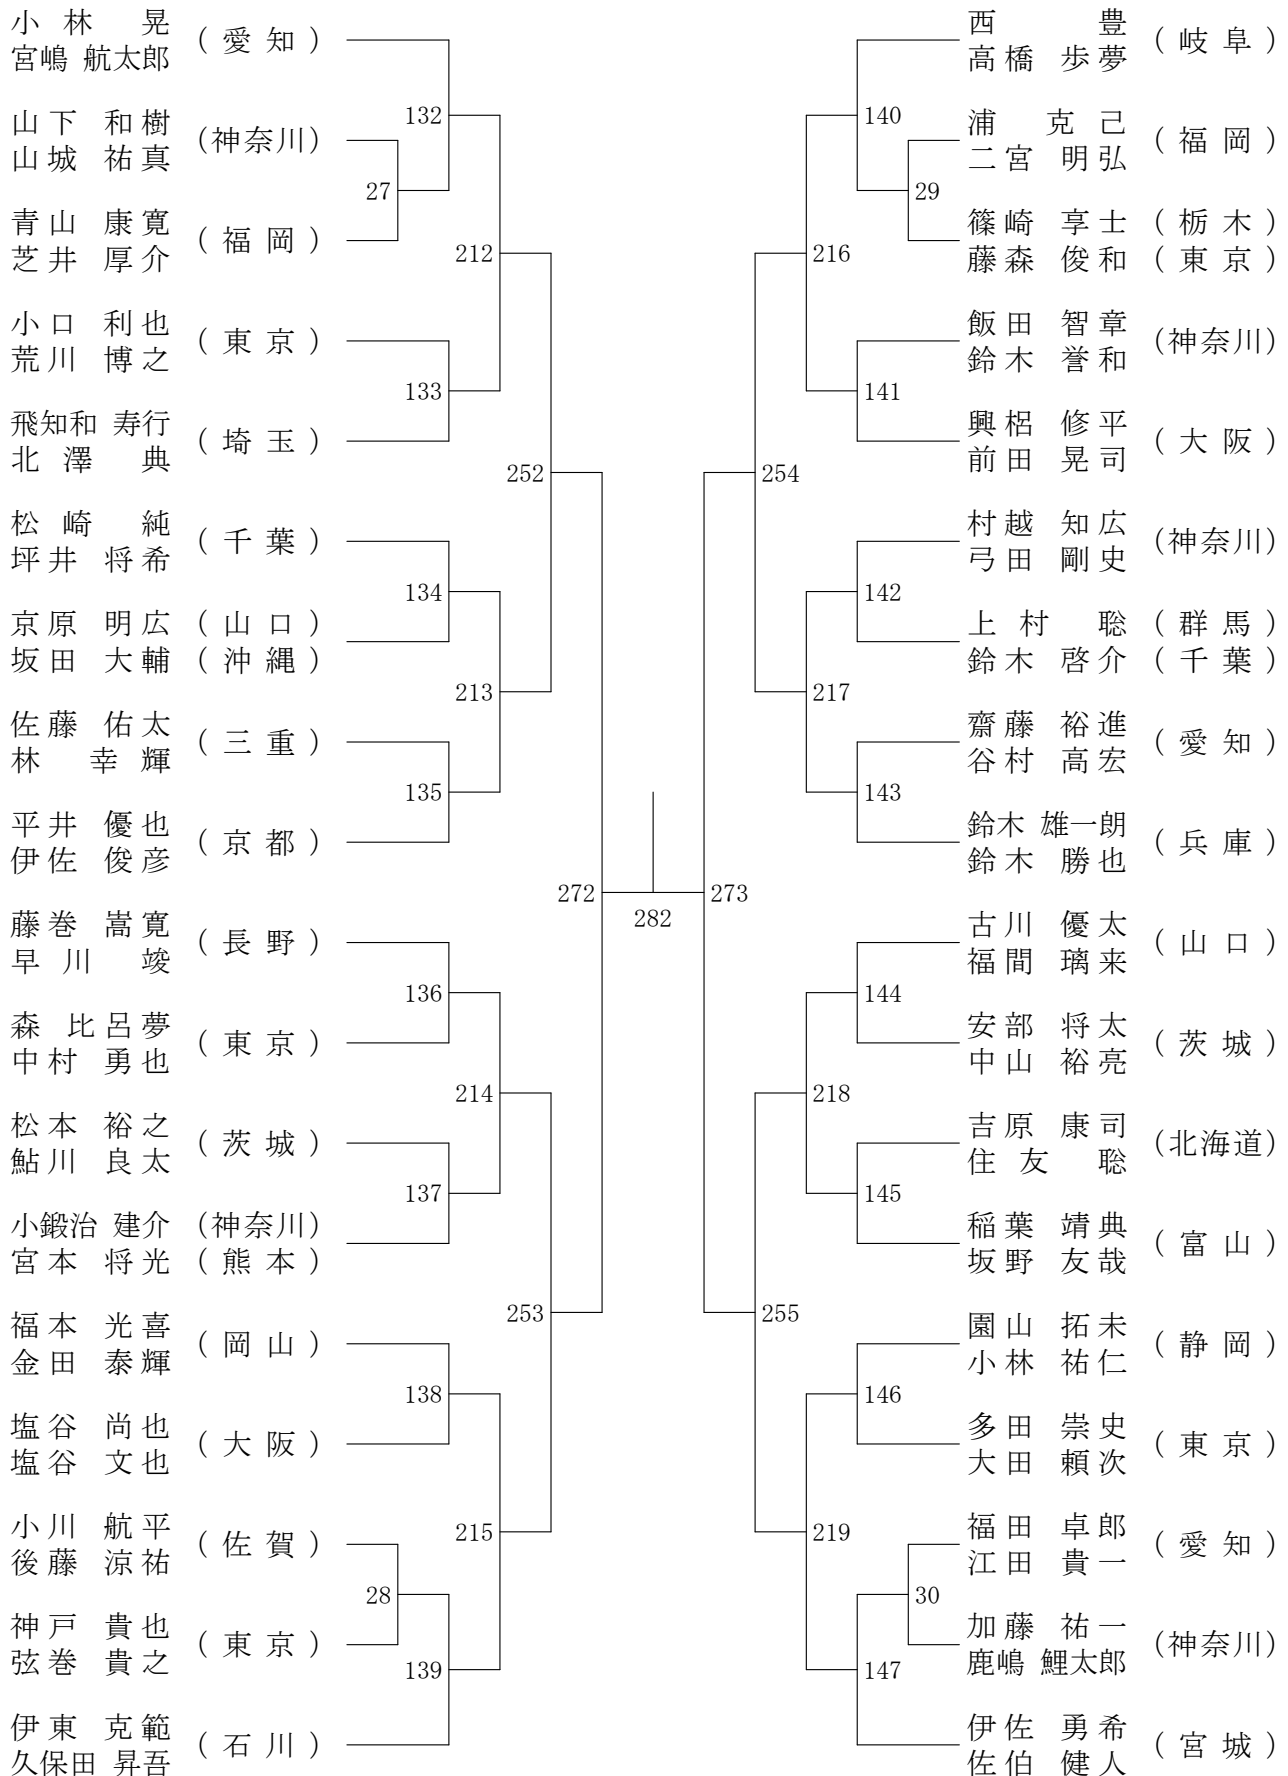 小林 晃
宮嶋 航太郎
(愛知)
山下 和樹
山城 祐真
(神奈川)
青山 康寛
芝井 厚介
(福岡)
小口 利也
荒川 博之
(東京)
飛知和 寿行
北澤 典
(埼玉)
松崎 純
坪井 将希
(千葉)
京原 明広 (山口)
坂田 大輔 (沖縄)
佐藤 佑太
林 幸輝
(三重)
平井 優也
伊佐 俊彦
(京都)
藤巻 嵩寛
早川 竣
(長野)
森 比呂夢
中村 勇也
(東京)
松本 裕之
鮎川 良太
(茨城)
小鍛治 建介 (神奈川)
宮本 将光 (熊本)
福本 光喜
金田 泰輝
(岡山)
塩谷 尚也
塩谷 文也
(大阪)
小川 航平
後藤 涼祐
(佐賀)
神戸 貴也
弦巻 貴之
(東京)
伊東 克範
久保田 昇吾
(石川)
27
28
132
133
134
135
136
137
138
139
212
213
214
215
252
253
272
282
273
254
255
216
217
218
219
140
141
142
143
144
145
146
147
29
30
西 豊
高橋 歩夢
(岐阜)
浦 克己
二宮 明弘
(福岡)
篠崎 享士 (栃木)
藤森 俊和 (東京)
飯田 智章
鈴木 誉和
(神奈川)
興梠 修平
前田 晃司
(大阪)
村越 知広
弓田 剛史
(神奈川)
上村 聡 (群馬)
鈴木 啓介 (千葉)
齋藤 裕進
谷村 高宏
(愛知)
鈴木 雄一朗
鈴木 勝也
(兵庫)
古川 優太
福間 璃来
(山口)
安部 将太
中山 裕亮
(茨城)
吉原 康司
住友 聡
(北海道)
稲葉 靖典
坂野 友哉
(富山)
園山 拓未
小林 祐仁
(静岡)
多田 崇史
大田 頼次
(東京)
福田 卓郎
江田 貴一
(愛知)
加藤 祐一
鹿嶋 鯉太郎
(神奈川)
伊佐 勇希
佐伯 健人
(宮城)